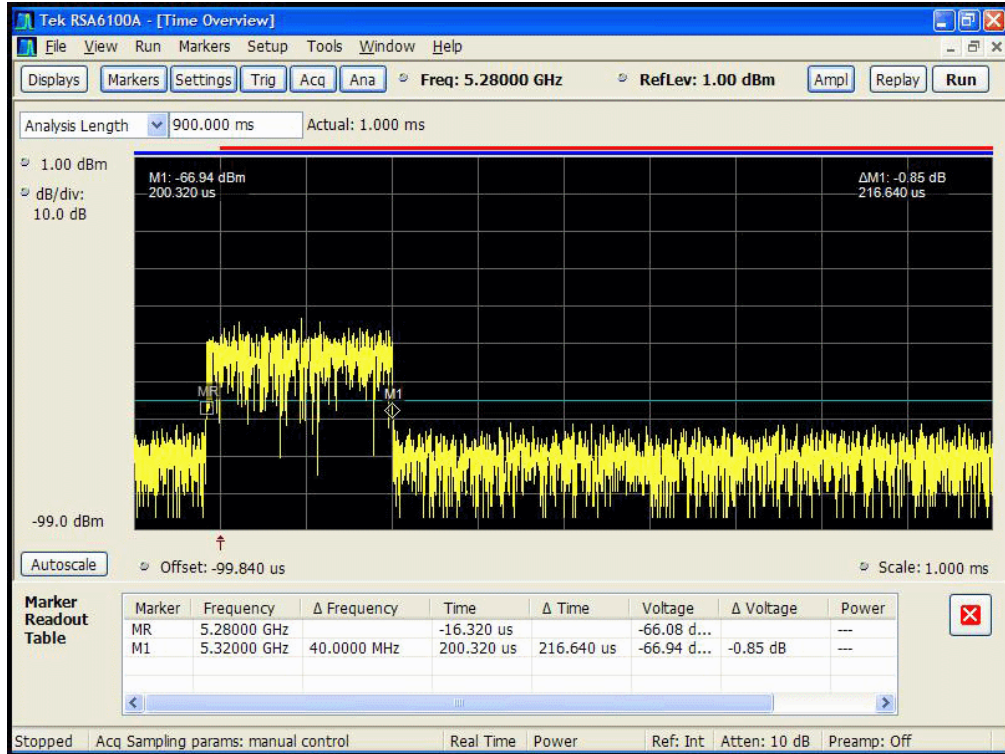 Tek RSA6100A - [Time Overview]
File View Run Markers Setup Tools Window Help
Displays Markers Settings Trig Acq Ana Freq: 5.28000 GHz RefLev: 1.00 dBm Ampl Replay Run
Analysis Length 900.000 ms Actual: 1.000 ms
1.00 dBm
dB/div:
10.0 dB
M1: -66.94 dBm
200.320 us
ΔM1: -0.85 dB
216.640 us
MR
M1
-99.0 dBm
Autoscale Offset: -99.840 us Scale: 1.000 ms
Marker
Readout
Table
Marker Frequency Δ Frequency Time Δ Time Voltage Δ Voltage Power
MR 5.28000 GHz -16.320 us -66.08 d... ---
M1 5.32000 GHz 40.0000 MHz 200.320 us 216.640 us -66.94 d... -0.85 dB ---
Stopped Acq Sampling params: manual control Real Time Power Ref: Int Atten: 10 dB Preamp: Off